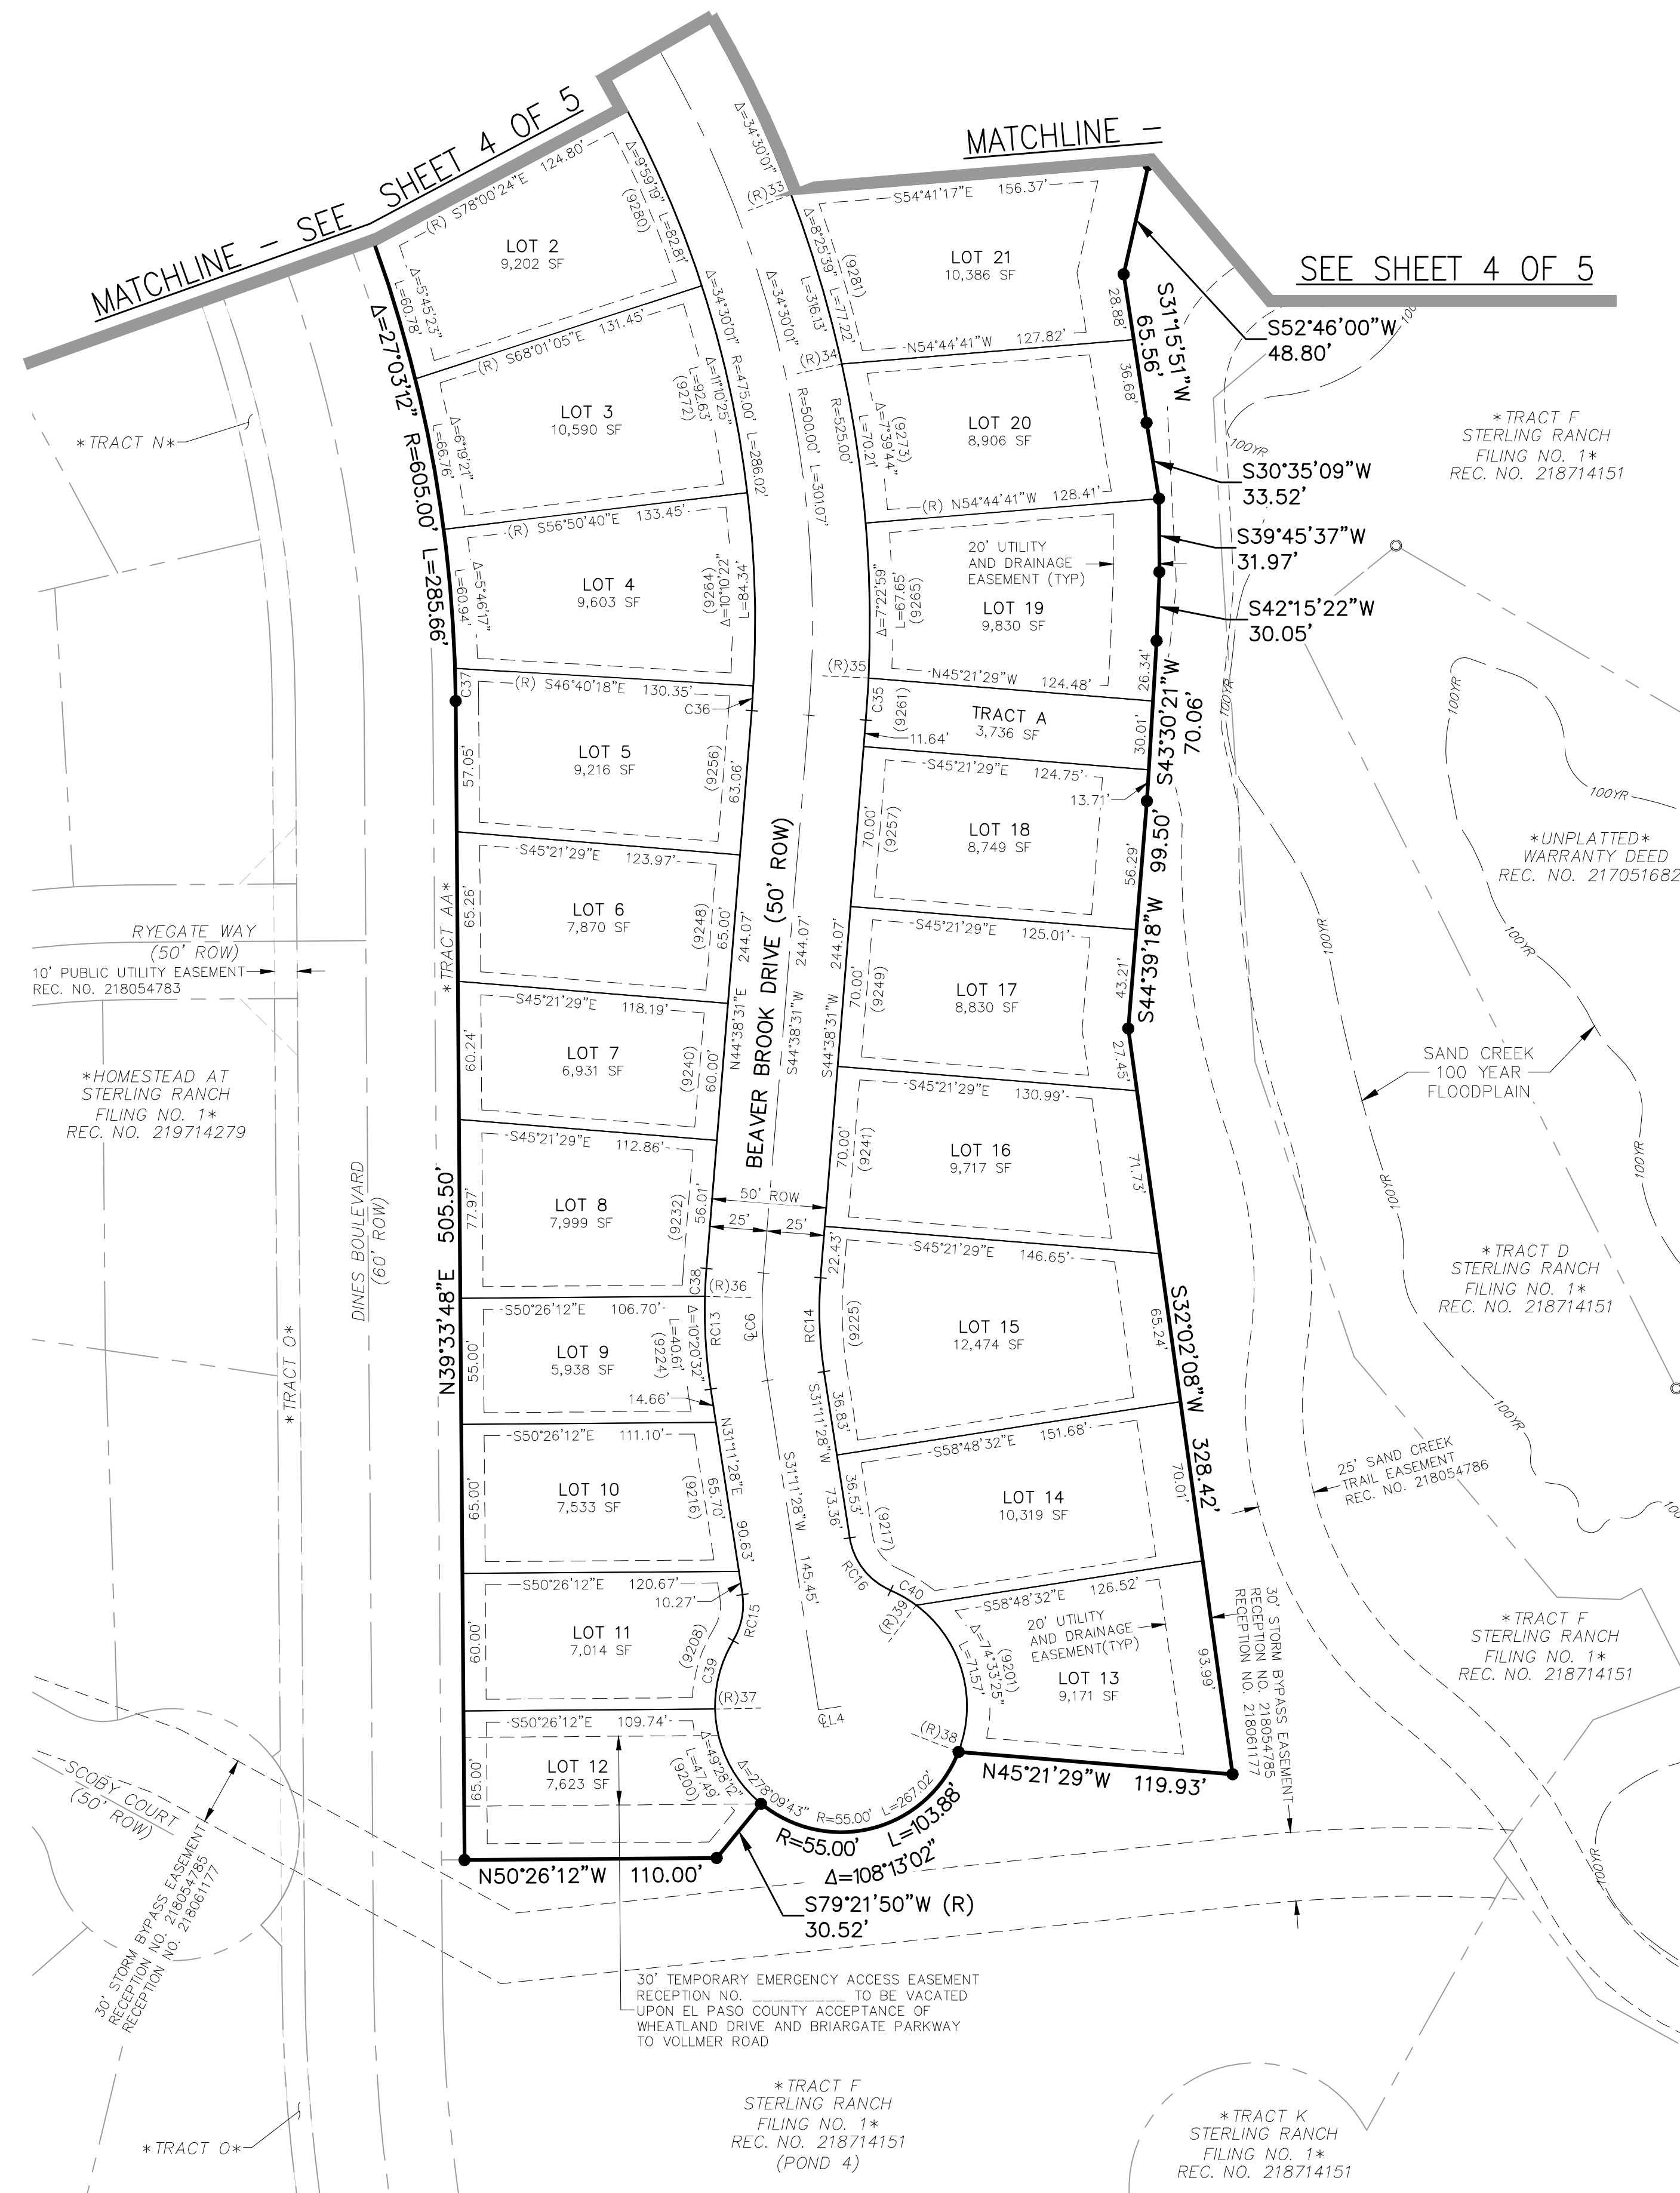 MATCHLINE - SEE SHEET 4 OF 5
MATCHLINE -
SEE SHEET 4 OF 5
Δ=34°30'01"
(R)33
(R) S78°00'24"E 124.80'
Δ=9°59'19" L=82.81'
(9280)
LOT 2
9,202 SF
Δ=5°45'23"
L=60.78'
Δ=27°03'12" R=605.00' L=285.66'
(R) S68°01'05"E 131.45'
Δ=34°30'01" R=475.00' L=286.02'
Δ=11°10'25"
L=92.63'
(9272)
LOT 3
10,590 SF
Δ=6°19'21"
L=66.76'
(R) S56°50'40"E 133.45'
LOT 4
9,603 SF
Δ=5°46'17"
L=60.94'
(9264)
Δ=10°10'22"
L=84.34'
C37
(R) S46°40'18"E 130.35'
C36
LOT 5
9,216 SF
57.05'
(9256)
63.06'
S45°21'29"E 123.97'
LOT 6
7,870 SF
65.26'
(9248)
65.00'
S45°21'29"E 118.19'
LOT 7
6,931 SF
60.24'
(9240)
60.00'
N44°38'31"E 244.07'
S45°21'29"E 112.86'
LOT 8
7,999 SF
77.97'
(9232)
56.01'
C38
(R)36
S50°26'12"E 106.70'
LOT 9
5,938 SF
55.00'
Δ=10°20'32"
L=40.61'
(9224)
RC13
14.66'
S50°26'12"E 111.10'
LOT 10
7,533 SF
65.00'
(9216)
65.70'
N31°11'28"E 90.63'
S50°26'12"E 120.67'
10.27'
LOT 11
7,014 SF
60.00'
(9208)
C39
RC15
(R)37
S50°26'12"E 109.74'
LOT 12
7,623 SF
65.00'
Δ=49°28'12"
L=47.49'
(9200)
N39°33'48"E 505.50'
N50°26'12"W 110.00'
S79°21'50"W (R)
30.52'
Δ=278°09'43" R=55.00' L=267.02'
R=55.00' L=103.88'
Δ=108°13'02"
Δ=34°30'01"
R=500.00' L=301.07'
L=316.13'
R=525.00'
BEAVER BROOK DRIVE (50' ROW)
S44°38'31"W 244.07'
S44°38'31"W 244.07'
50' ROW
25' 25'
℄C6
S31°11'28"W 145.45'
℄L4
S54°41'17"E 156.37'
LOT 21
10,386 SF
Δ=8°25'39" L=77.22'
(9281)
(R)34
N54°44'41"W 127.82'
28.88'
S31°15'51"W
65.56'
36.68'
S52°46'00"W
48.80'
LOT 20
8,906 SF
(9273)
Δ=7°39'44"
L=70.21'
(R) N54°44'41"W 128.41'
S30°35'09"W
33.52'
S39°45'37"W
31.97'
S42°15'22"W
30.05'
20' UTILITY
AND DRAINAGE
EASEMENT (TYP)
LOT 19
9,830 SF
Δ=7°22'59"
L=67.65'
(9265)
(R)35
N45°21'29"W 124.48'
26.34'
C35
(9261)
TRACT A
3,736 SF
11.64'
30.01'
S43°30'21"W
70.06'
S45°21'29"E 124.75'
13.71'
LOT 18
8,749 SF
70.00'
(9257)
56.29'
S44°39'18"W 99.50'
S45°21'29"E 125.01'
LOT 17
8,830 SF
70.00'
(9249)
43.21'
27.45'
S45°21'29"E 130.99'
LOT 16
9,717 SF
70.00'
(9241)
71.73'
S45°21'29"E 146.65'
LOT 15
12,474 SF
22.43'
RC14
(9225)
65.24'
S32°02'08"W 328.42'
36.83'
S31°11'28"W 73.36'
S58°48'32"E 151.68'
LOT 14
10,319 SF
36.53'
(9217)
70.01'
RC16
C40
(R)39
S58°48'32"E 126.52'
20' UTILITY
AND DRAINAGE
EASEMENT(TYP)
LOT 13
9,171 SF
(9201)
Δ=74°33'25"
L=71.57'
93.99'
(R)38
N45°21'29"W 119.93'
30' STORM BYPASS EASEMENT
RECEPTION NO. 218054785
RECEPTION NO. 218061177
*TRACT N*
RYEGATE WAY
(50' ROW)
10' PUBLIC UTILITY EASEMENT
REC. NO. 218054783
*TRACT AA*
*HOMESTEAD AT
STERLING RANCH
FILING NO. 1*
REC. NO. 219714279
DINES BOULEVARD
(60' ROW)
*TRACT O*
SCOBY COURT
(50' ROW)
30' STORM BYPASS EASEMENT
RECEPTION NO. 218054785
RECEPTION NO. 218061177
*TRACT O*
30' TEMPORARY EMERGENCY ACCESS EASEMENT
RECEPTION NO. _________ TO BE VACATED
UPON EL PASO COUNTY ACCEPTANCE OF
WHEATLAND DRIVE AND BRIARGATE PARKWAY
TO VOLLMER ROAD
*TRACT F
STERLING RANCH
FILING NO. 1*
REC. NO. 218714151
(POND 4)
*TRACT K
STERLING RANCH
FILING NO. 1*
REC. NO. 218714151
*TRACT F
STERLING RANCH
FILING NO. 1*
REC. NO. 218714151
*UNPLATTED*
WARRANTY DEED
REC. NO. 217051682
SAND CREEK
100 YEAR
FLOODPLAIN
*TRACT D
STERLING RANCH
FILING NO. 1*
REC. NO. 218714151
25' SAND CREEK
TRAIL EASEMENT
REC. NO. 218054786
*TRACT F
STERLING RANCH
FILING NO. 1*
REC. NO. 218714151
100YR
100YR
100YR
100YR
100YR
100YR
100YR
100YR
100YR
100YR
100YR
100YR